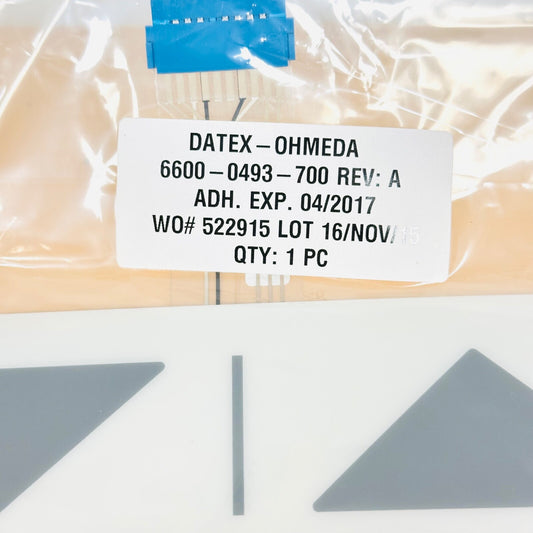 DATEX-OHMEDA
6600-0493-700 REV: A
ADH. EXP. 04/2017
WO# 522915 LOT 16/NOV/15
QTY: 1 PC